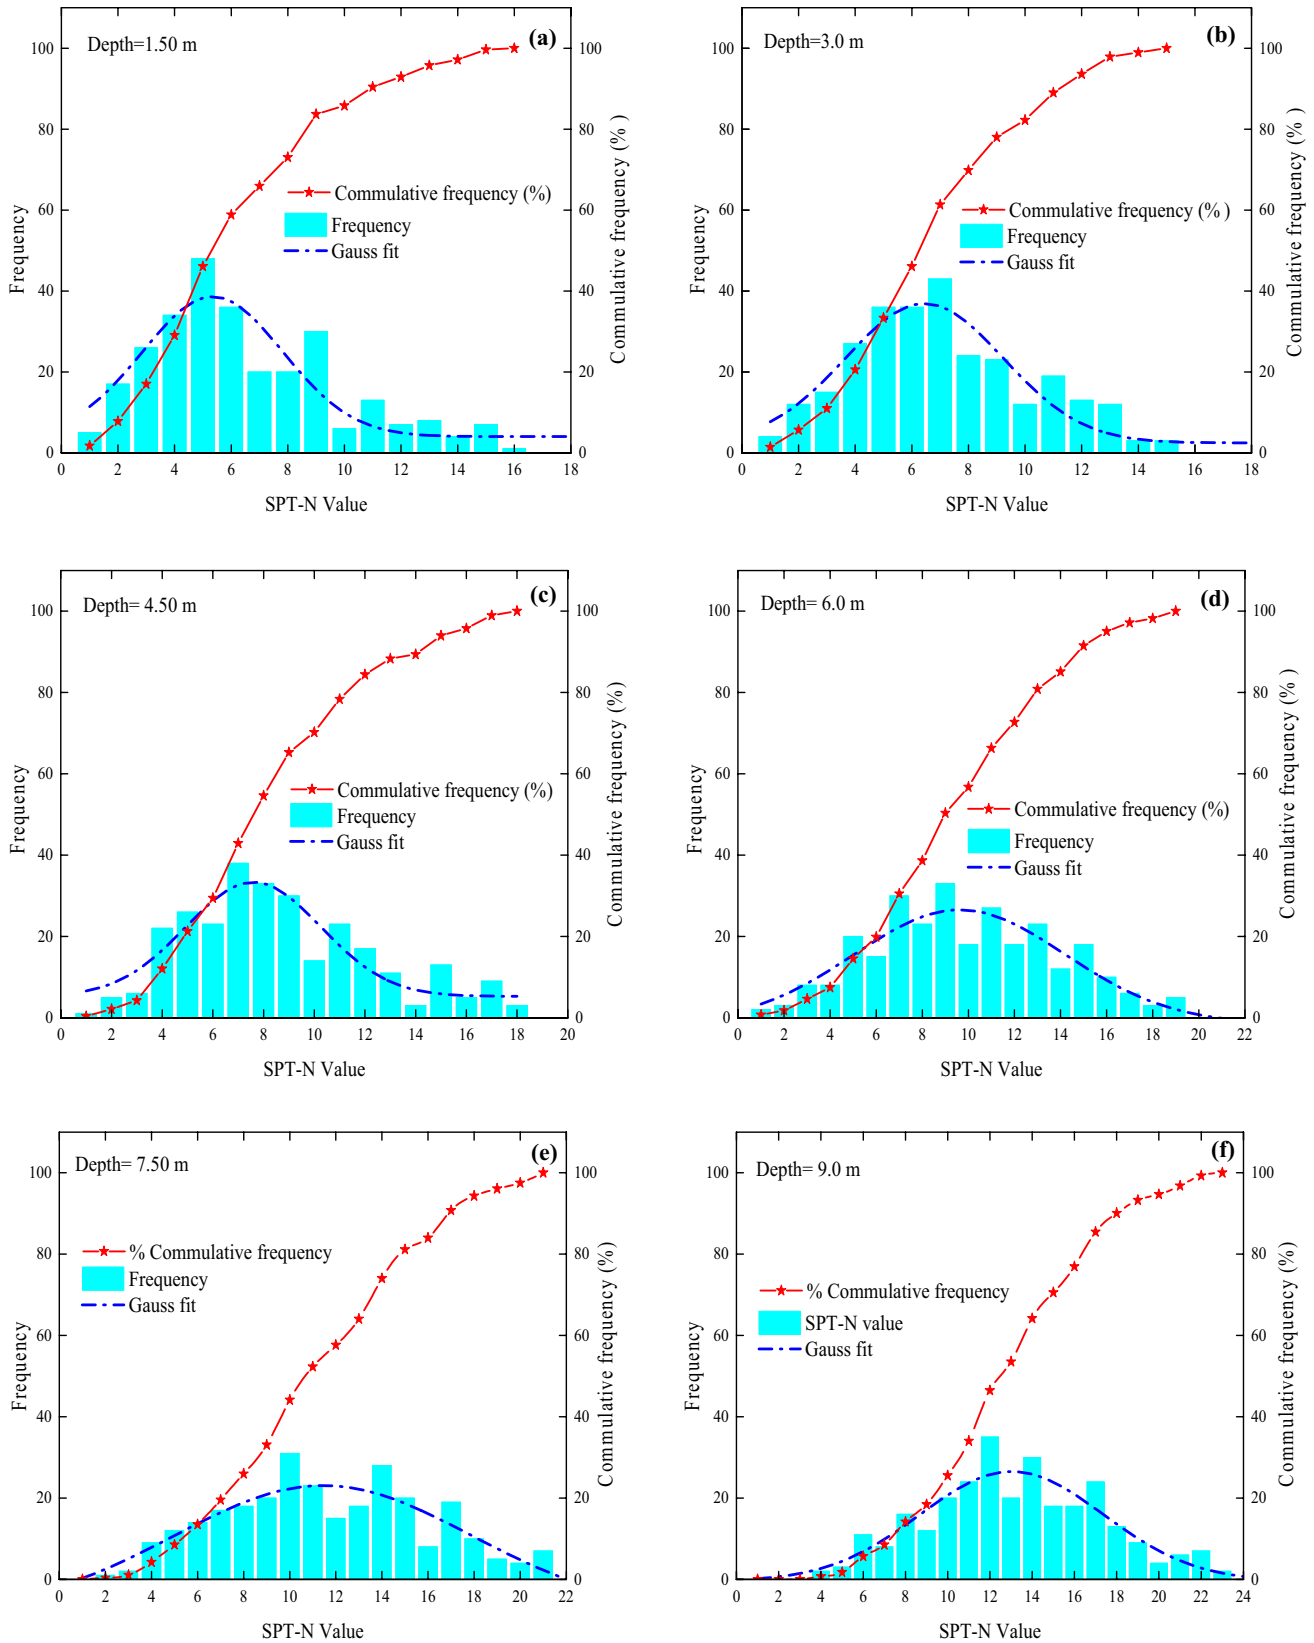 Depth=1.50 m
(a)
100
80
60
40
20
0
Frequency
100
80
60
40
20
0
Commulative frequency (% )
Commulative frequency (%)
Frequency
Gauss fit
0 2 4 6 8 10 12 14 16 18
SPT-N Value
Depth=3.0 m
(b)
100
80
60
40
20
0
Frequency
100
80
60
40
20
0
Cumulative frequency (% )
Commulative frequency (% )
Frequency
Gauss fit
0 2 4 6 8 10 12 14 16 18
SPT-N Value
Depth= 4.50 m
(c)
100
80
60
40
20
0
Frequency
100
80
60
40
20
0
Commulative frequency (%)
Commulative frequency (%)
Frequency
Gauss fit
0 2 4 6 8 10 12 14 16 18 20
SPT-N Value
Depth= 6.0 m
(d)
100
80
60
40
20
0
Frequency
100
80
60
40
20
0
Commulative frequency (%)
Commulative frequency (%)
Frequency
Gauss fit
0 2 4 6 8 10 12 14 16 18 20 22
SPT-N Value
Depth= 7.50 m
(e)
100
80
60
40
20
0
Frequency
100
80
60
40
20
0
Commulative frequency (%)
% Commulative frequency
Frequency
Gauss fit
0 2 4 6 8 10 12 14 16 18 20 22
SPT-N Value
Depth= 9.0 m
(f)
100
80
60
40
20
0
Frequency
100
80
60
40
20
0
Commulative frequency (%)
% Commulative frequency
SPT-N value
Gauss fit
0 2 4 6 8 10 12 14 16 18 20 22 24
SPT-N Value